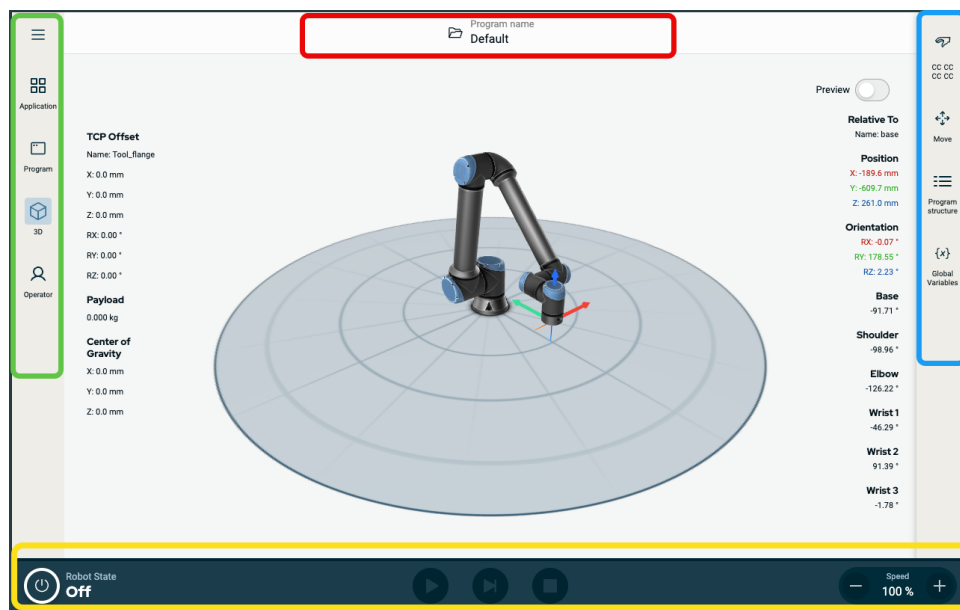 Program name
Default
Application
Program
3D
Operator
TCP Offset
Name: Tool_flange
X: 0.0 mm
Y: 0.0 mm
Z: 0.0 mm
RX: 0.00 °
RY: 0.00 °
RZ: 0.00 °
Payload
0.000 kg
Center of
Gravity
X: 0.0 mm
Y: 0.0 mm
Z: 0.0 mm
Preview
Relative To
Name: base
Position
X: -189.6 mm
Y: -609.7 mm
Z: 261.0 mm
Orientation
RX: -0.07 °
RY: 178.55 °
RZ: 2.23 °
Base
-91.71 °
Shoulder
-98.96 °
Elbow
-126.22 °
Wrist 1
-46.29 °
Wrist 2
91.39 °
Wrist 3
-1.78 °
CC CC
CC CC
Move
Program
structure
{x}
Global
Variables
Robot State
Off
Speed
100 %